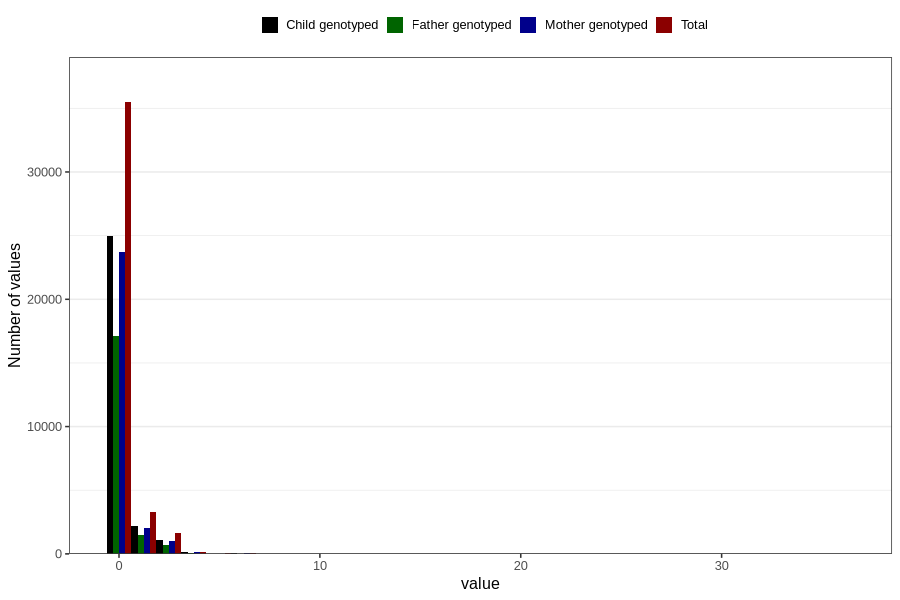 Child genotyped Father genotyped Mother genotyped Total
Number of values
30000
20000
10000
0
0 10 20 30
value